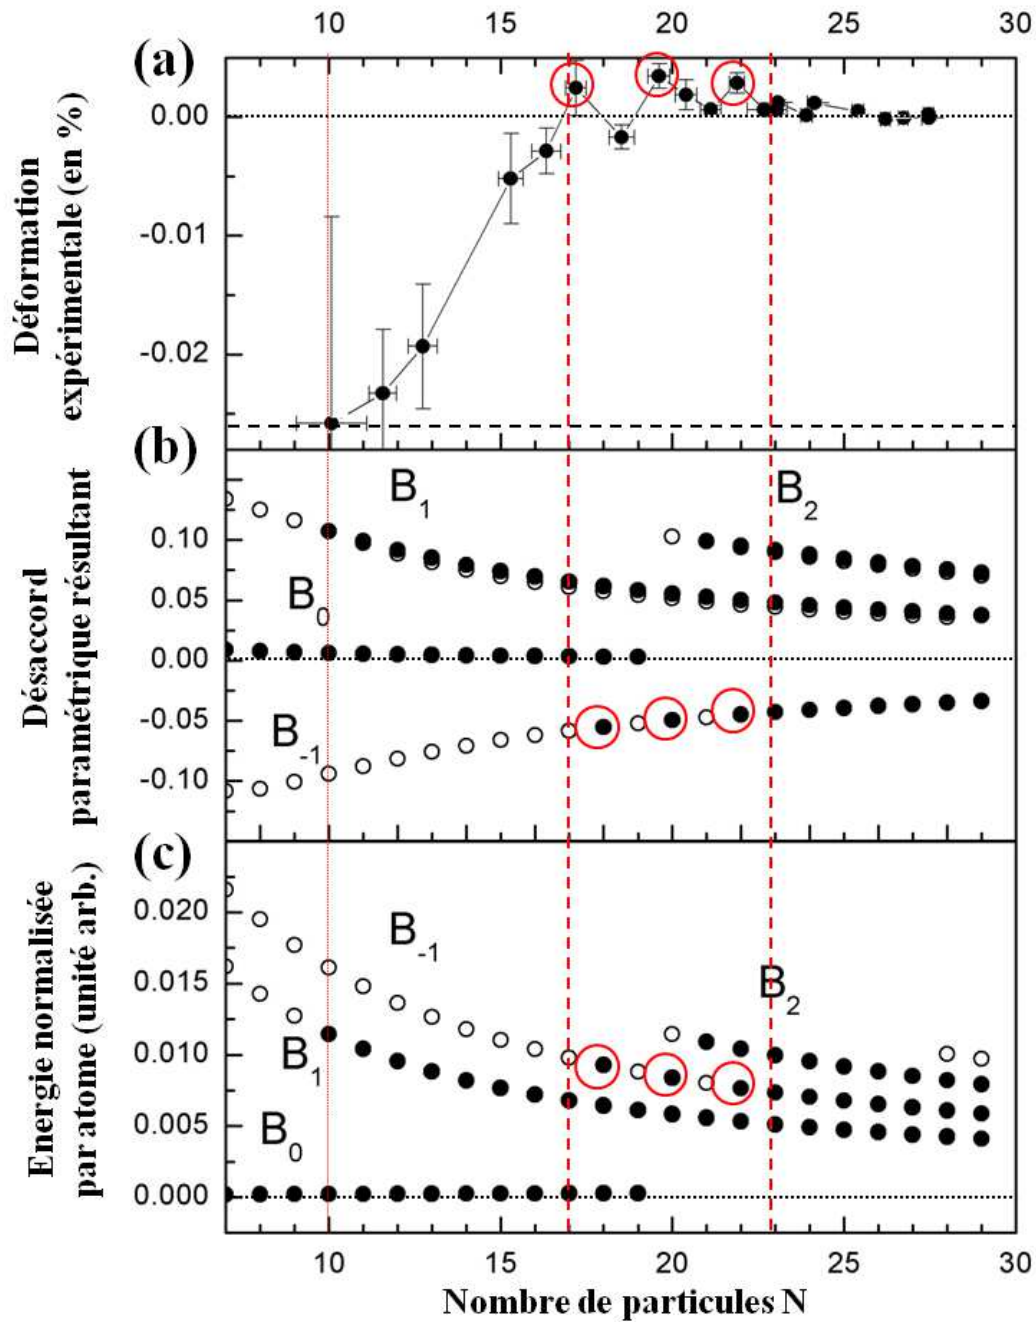 10 15 20 25 30
(a)
0.00
-0.01
-0.02
Déformation
expérimentale (en %)
(b)
B1
B2
0.10
B0
0.05
0.00
-0.05
B-1
-0.10
Désaccord
paramétrique résultant
(c)
0.020
B-1
0.015
B2
0.010
B1
0.005
B0
0.000
Energie normalisée
par atome (unité arb.)
10 15 20 25 30
Nombre de particules N